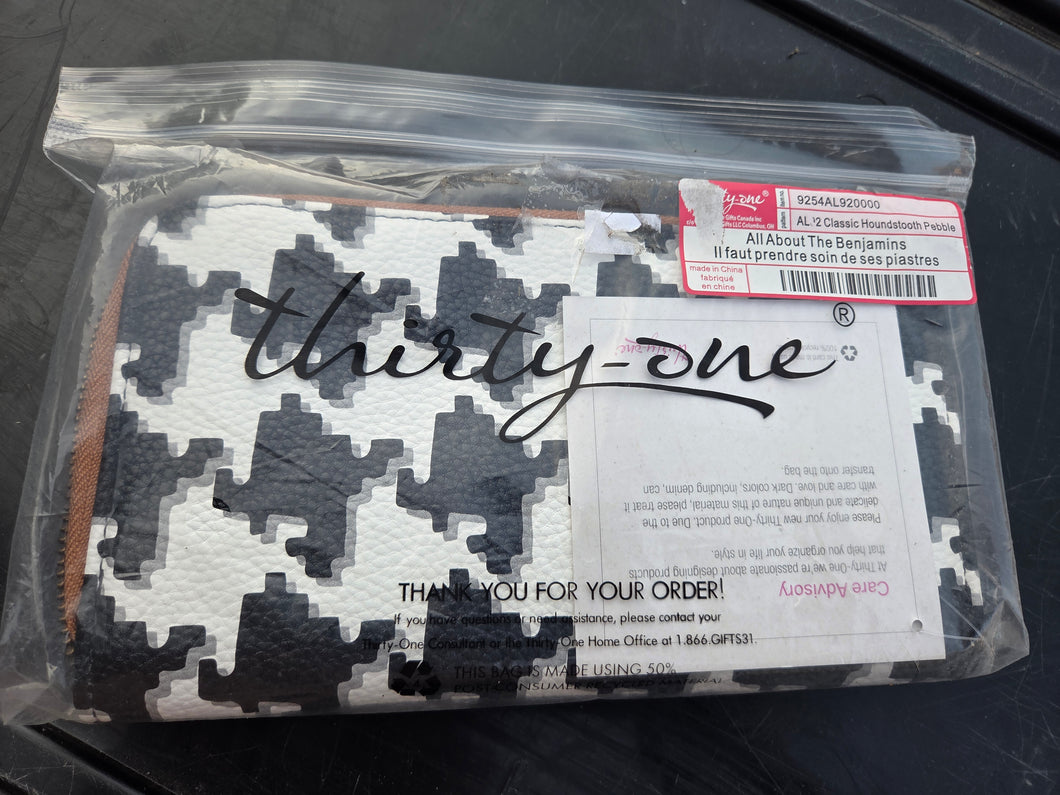 9254AL920000
Classic Houndstooth Pebble
All About The Benjamins
Il faut prendre soin de ses piastres
made in China
fabriqué
en chine
thirty-one®
Care Advisory
At Thirty-One we're passionate about designing products
that help you organize your life in style.
Please enjoy your new Thirty-One product. Due to the
delicate and unique nature of this material, please treat it
with care and love. Dark colors, including denim, can
transfer onto the bag.
THANK YOU FOR YOUR ORDER!
If you have questions or need assistance, please contact your
Thirty-One Consultant or the Thirty-One Home Office at 1.866.GIFTS31.
THIS BAG IS MADE USING 50%
POST-CONSUMER RECYCLED MATERIAL